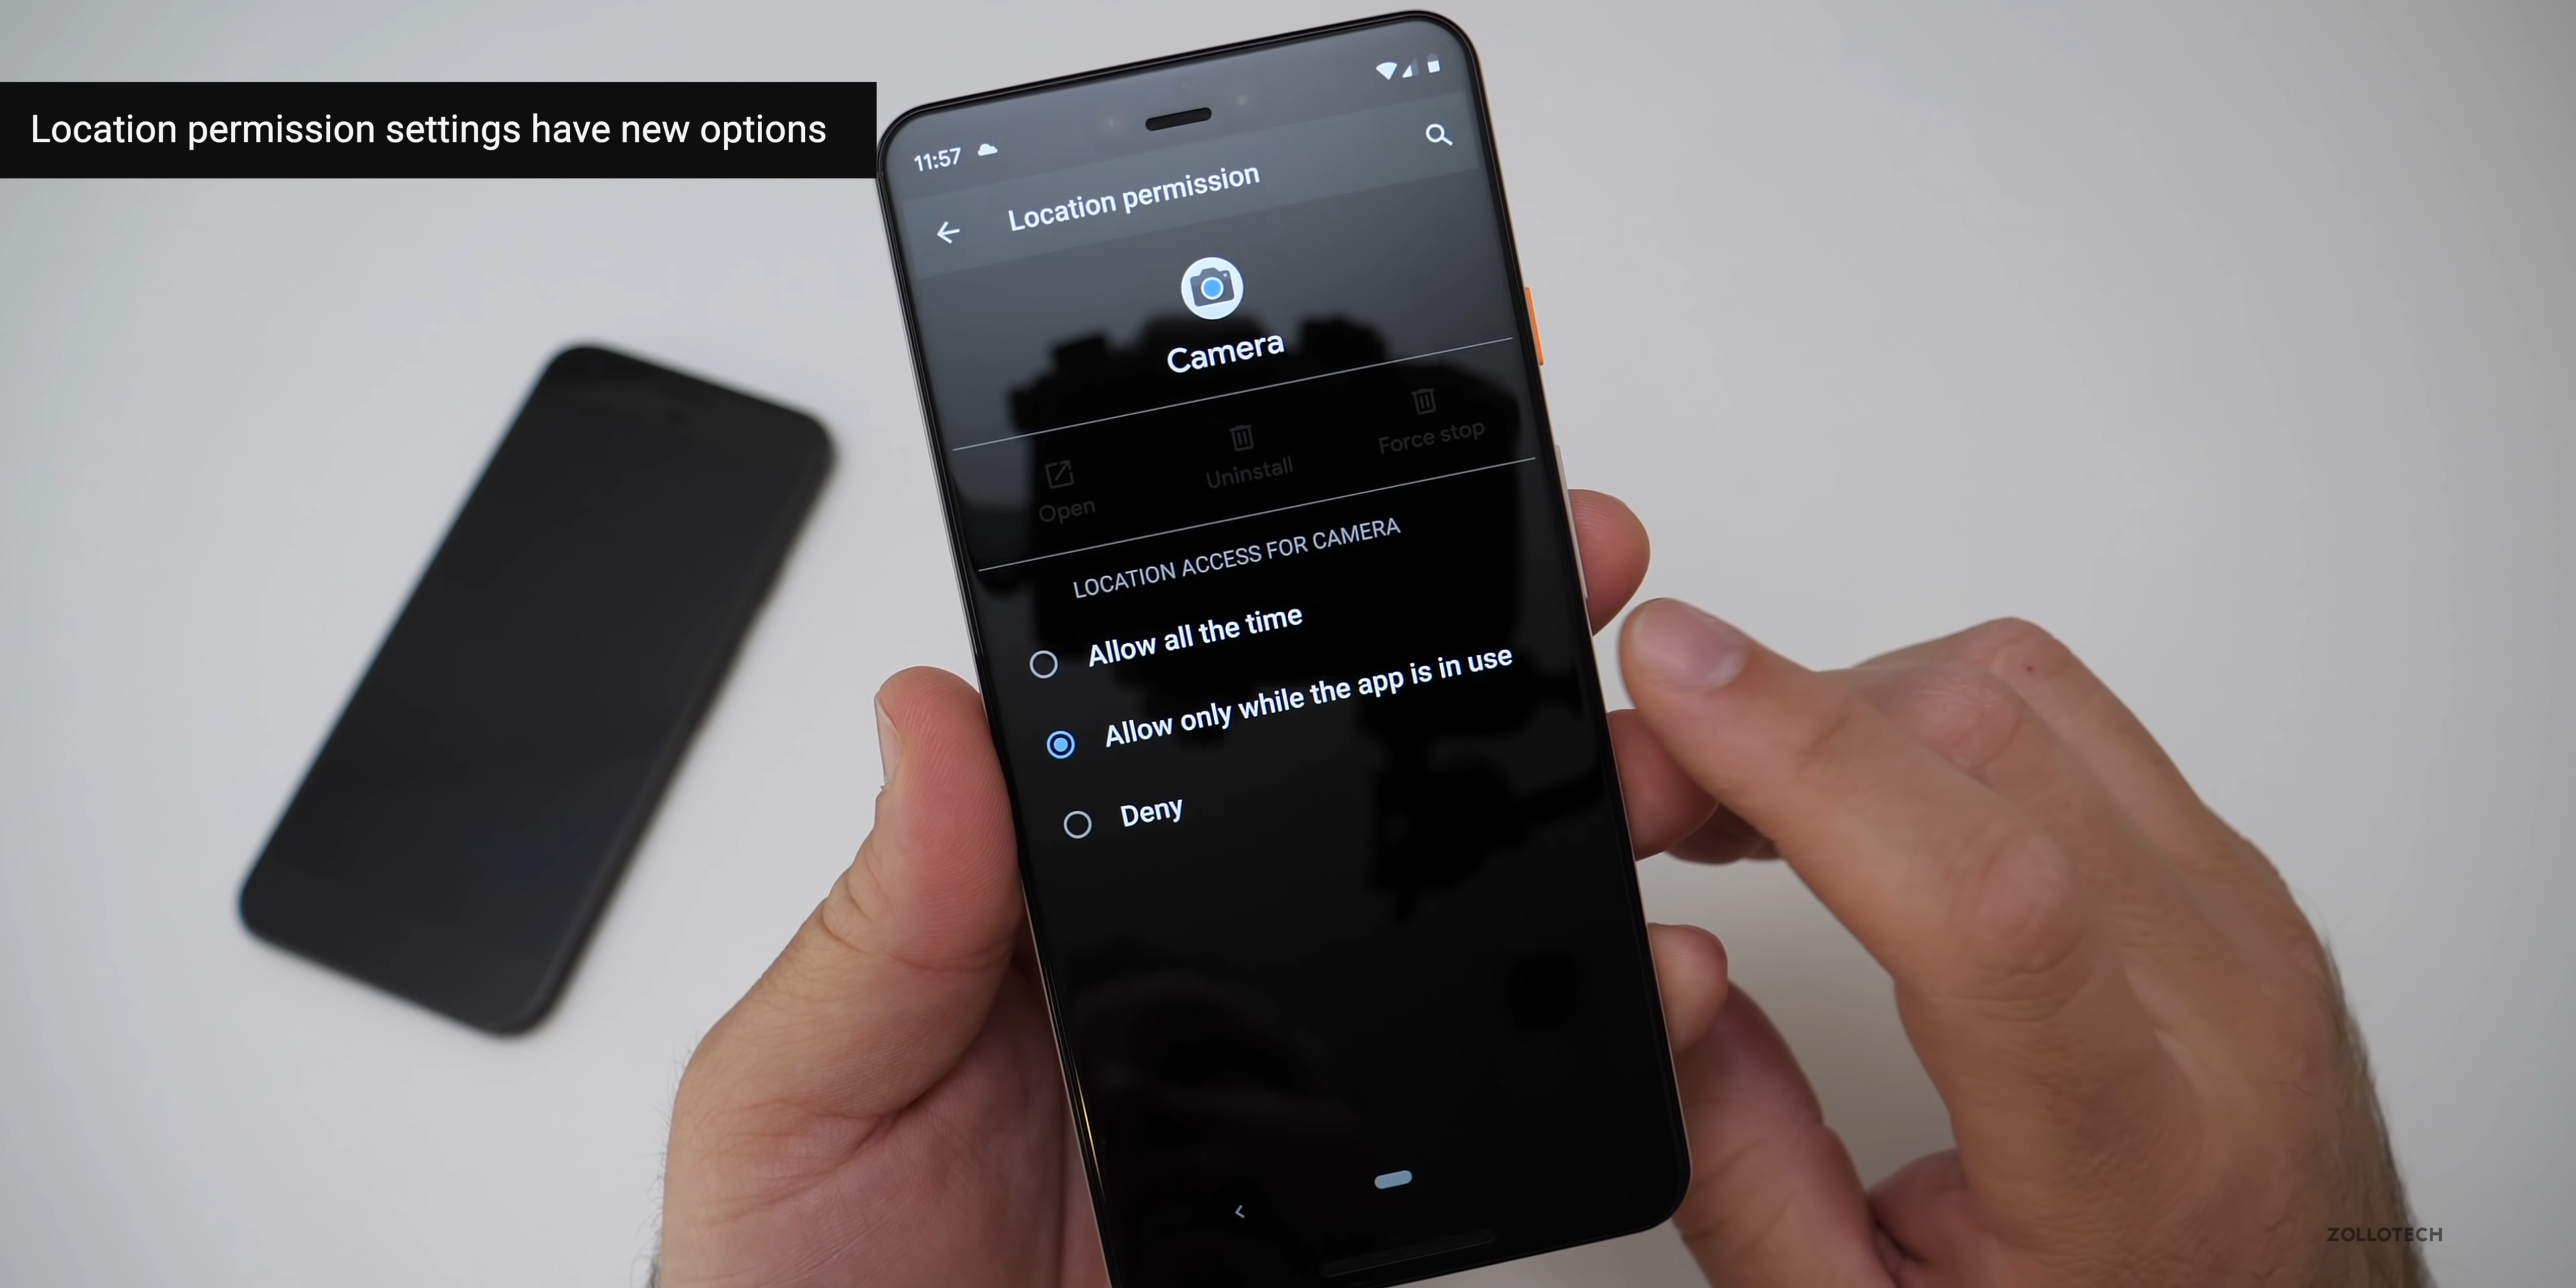 Location permission settings have new options
11:57
Location permission
Camera
Open
Uninstall
Force stop
LOCATION ACCESS FOR CAMERA
Allow all the time
Allow only while the app is in use
Deny
ZOLLOTECH